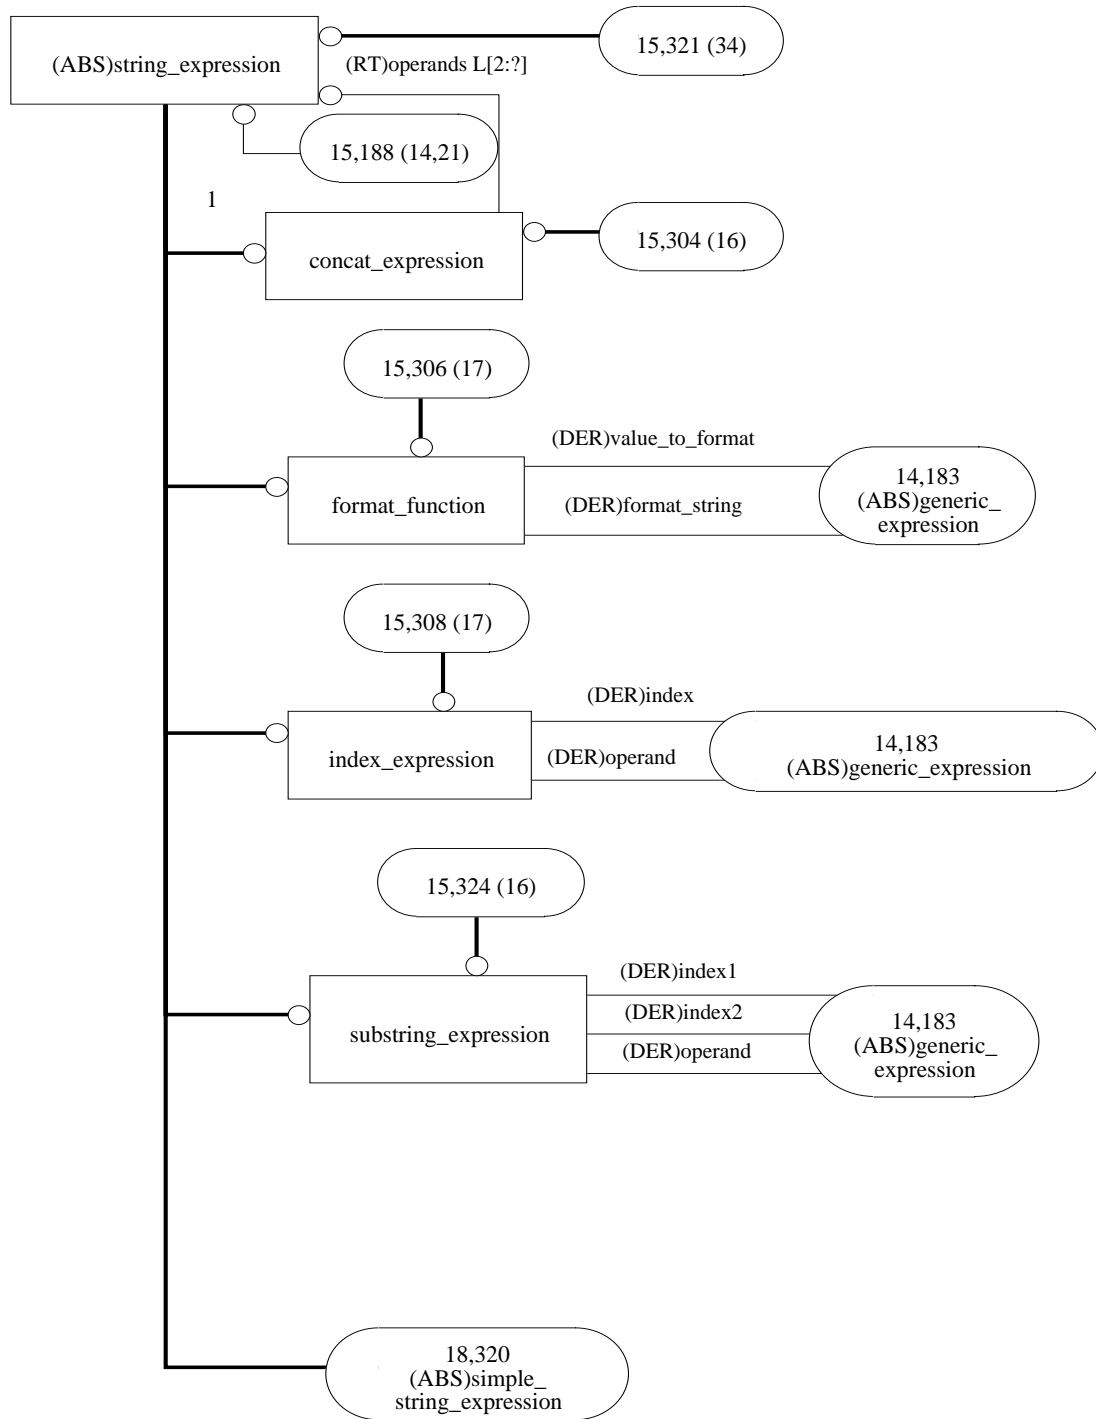 15,321 (34)
(ABS)string_expression
(RT)operands L[2:?]
15,188 (14,21)
1
15,304 (16)
concat_expression
15,306 (17)
(DER)value_to_format
14,183
(ABS)generic_
expression
format_function
(DER)format_string
15,308 (17)
(DER)index
14,183
(ABS)generic_expression
index_expression
(DER)operand
15,324 (16)
(DER)index1
(DER)index2
14,183
(ABS)generic_
expression
substring_expression
(DER)operand
18,320
(ABS)simple_
string_expression